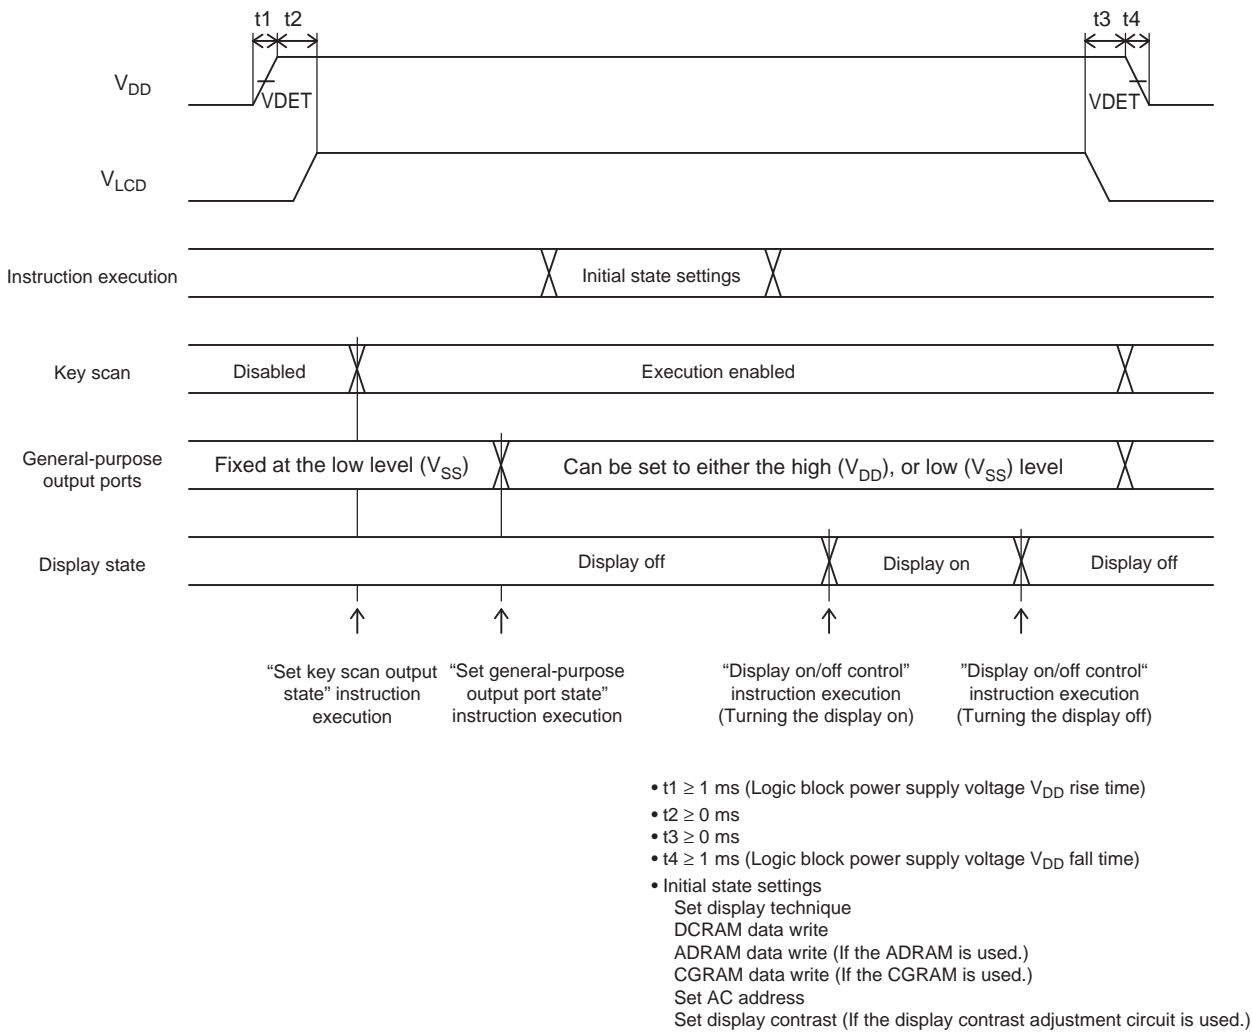 t1 t2 t3 t4
VDD
VDET VDET
VLCD
Instruction execution
Initial state settings
Key scan
Disabled
Execution enabled
General-purpose
output ports
Fixed at the low level (VSS)
Can be set to either the high (VDD), or low (VSS) level
Display state
Display off
Display on
Display off
“Set key scan output
state” instruction
execution
“Set general-purpose
output port state”
instruction execution
“Display on/off control”
instruction execution
(Turning the display on)
”Display on/off control“
instruction execution
(Turning the display off)
• t1 ≥ 1 ms (Logic block power supply voltage VDD rise time)
• t2 ≥ 0 ms
• t3 ≥ 0 ms
• t4 ≥ 1 ms (Logic block power supply voltage VDD fall time)
• Initial state settings
Set display technique
DCRAM data write
ADRAM data write (If the ADRAM is used.)
CGRAM data write (If the CGRAM is used.)
Set AC address
Set display contrast (If the display contrast adjustment circuit is used.)